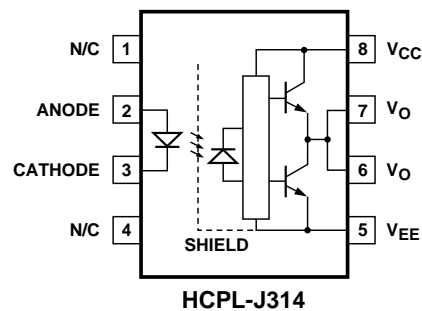 N/C 1
ANODE 2
CATHODE 3
N/C 4
SHIELD
8 VCC
7 VO
6 VO
5 VEE
HCPL-J314